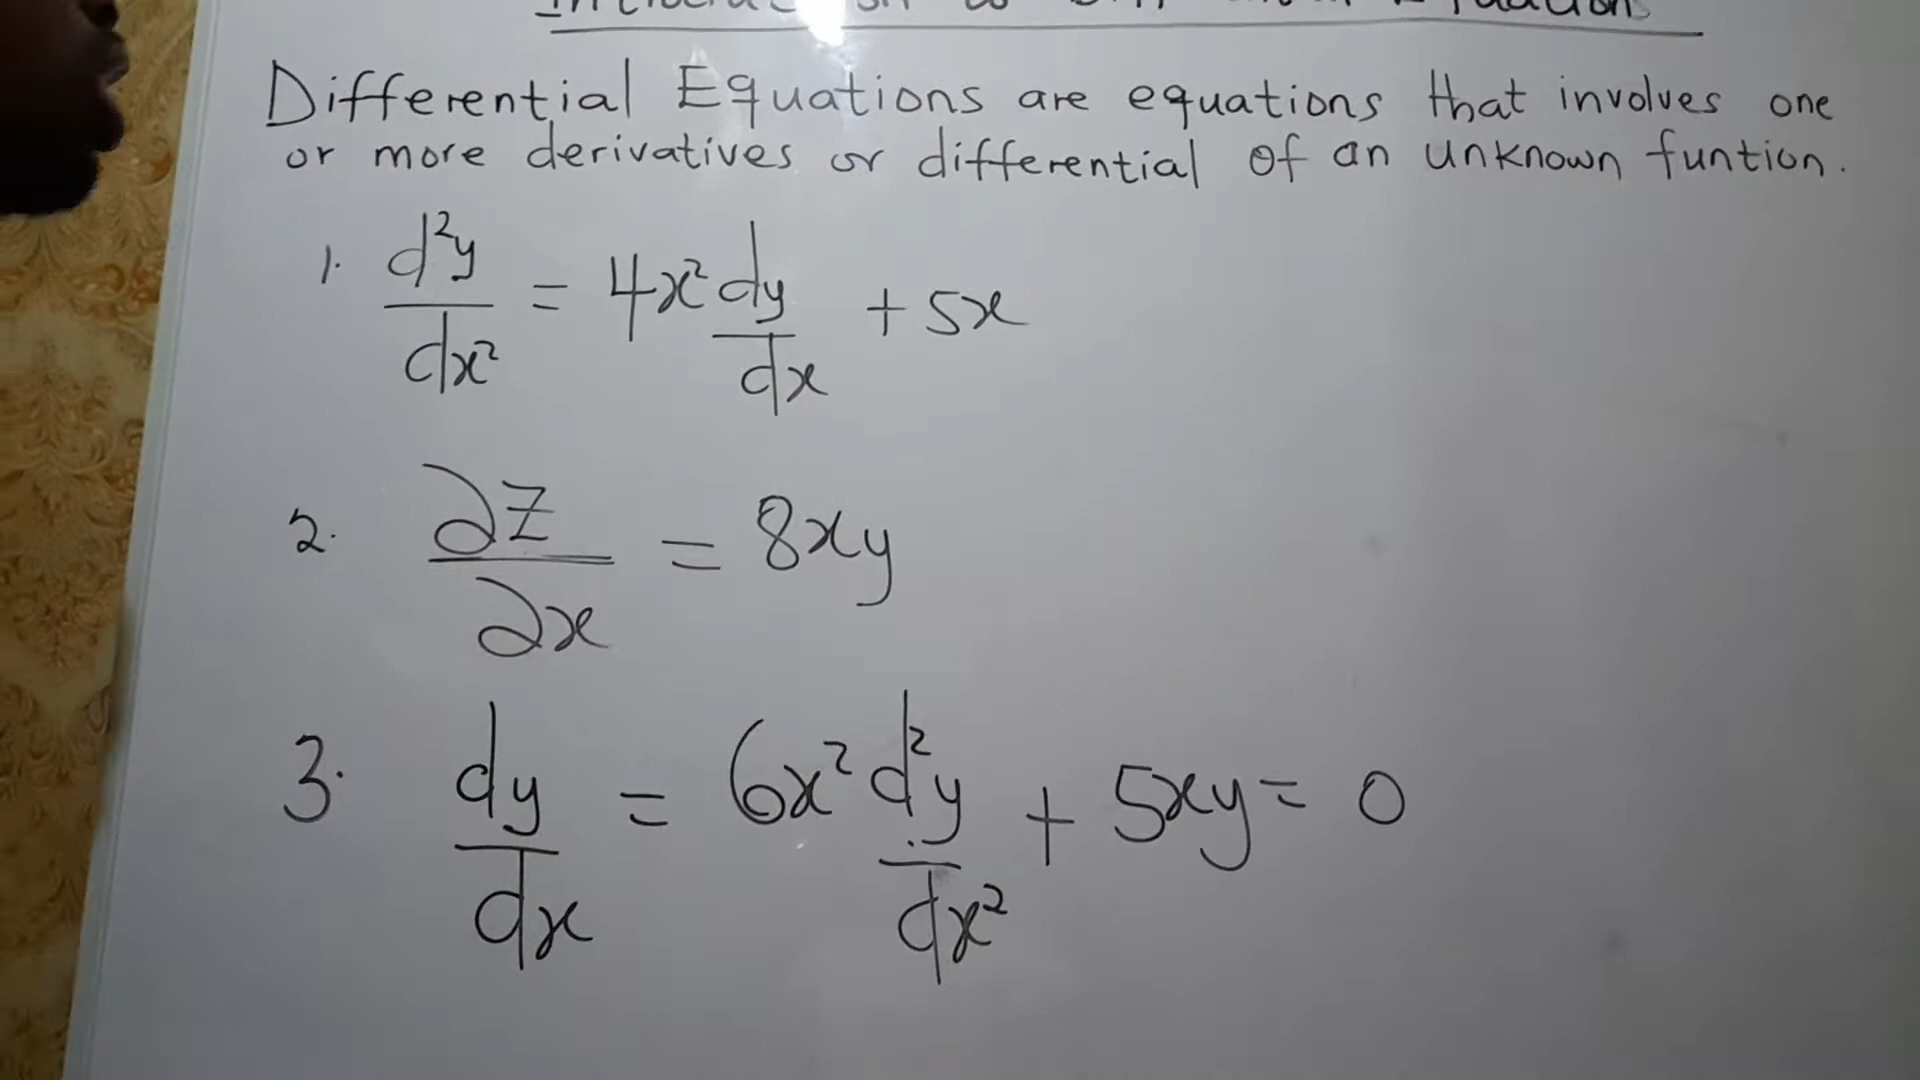 Differential Equations are equations that involves one
or more derivatives or differential of an unknown funtion.
1. d²y/dx² = 4x² dy/dx + 5x
2. ∂z/∂x = 8xy
3. dy/dx = 6x² d²y/dx² + 5xy = 0